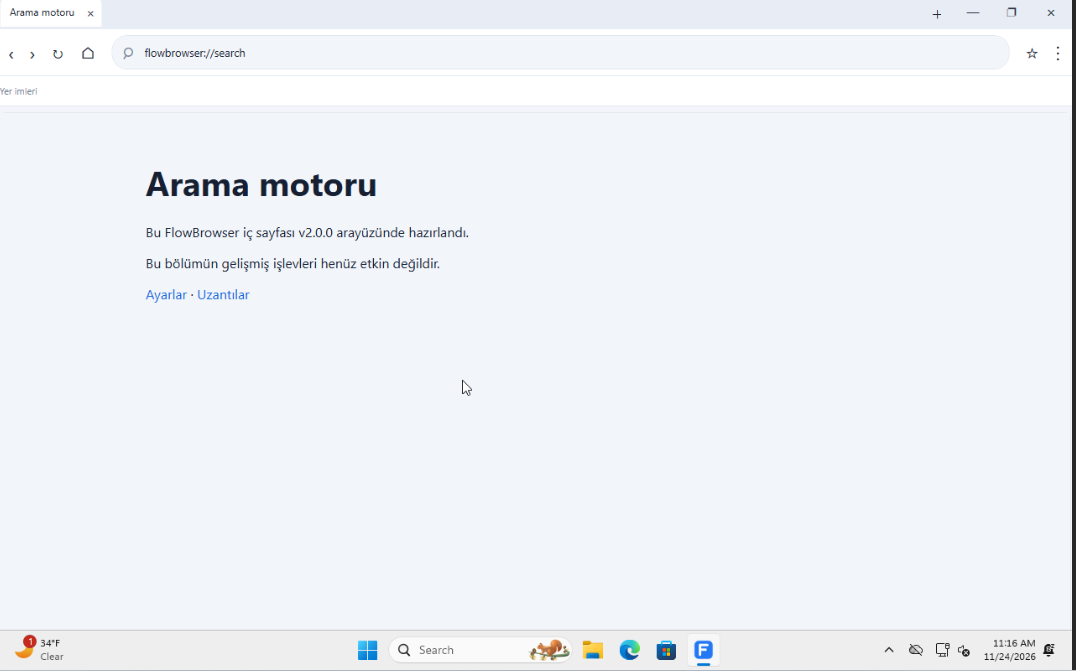 Arama motoru
flowbrowser://search
Yer imleri
Arama motoru
Bu FlowBrowser iç sayfası v2.0.0 arayüzünde hazırlandı.
Bu bölümün gelişmiş işlevleri henüz etkin değildir.
Ayarlar · Uzantılar
1
34°F
Clear
Search
F
11:16 AM
11/24/2026